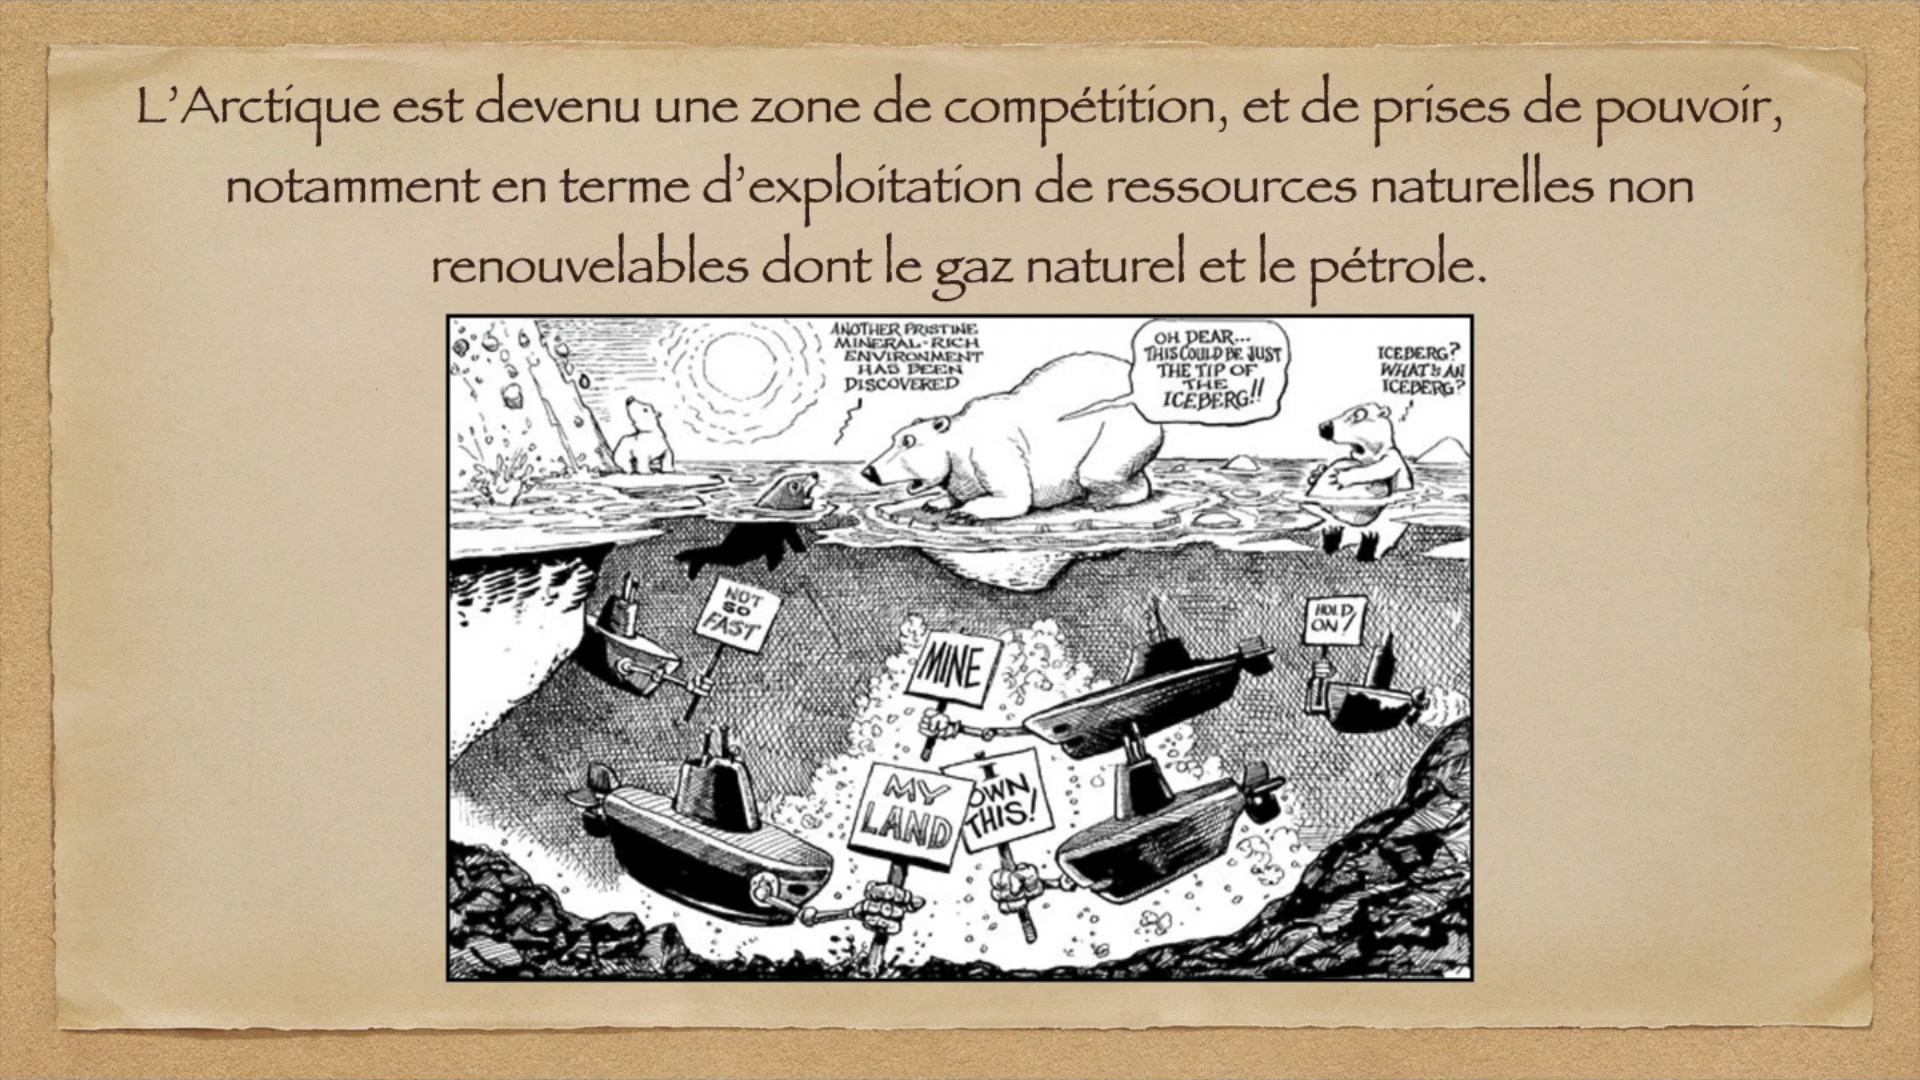 L'Arctique est devenu une zone de compétition, et de prises de pouvoir,
notamment en terme d'exploitation de ressources naturelles non
renouvelables dont le gaz naturel et le pétrole.
ANOTHER PRISTINE
MINERAL-RICH
ENVIRONMENT
HAS BEEN
DISCOVERED
OH DEAR...
THIS COULD BE JUST
THE TIP OF
THE
ICEBERG!!
ICEBERG?
WHAT'S AN
ICEBERG?
NOT
SO
FAST
MINE
HOLD
ON!
MY
LAND
I
OWN
THIS!